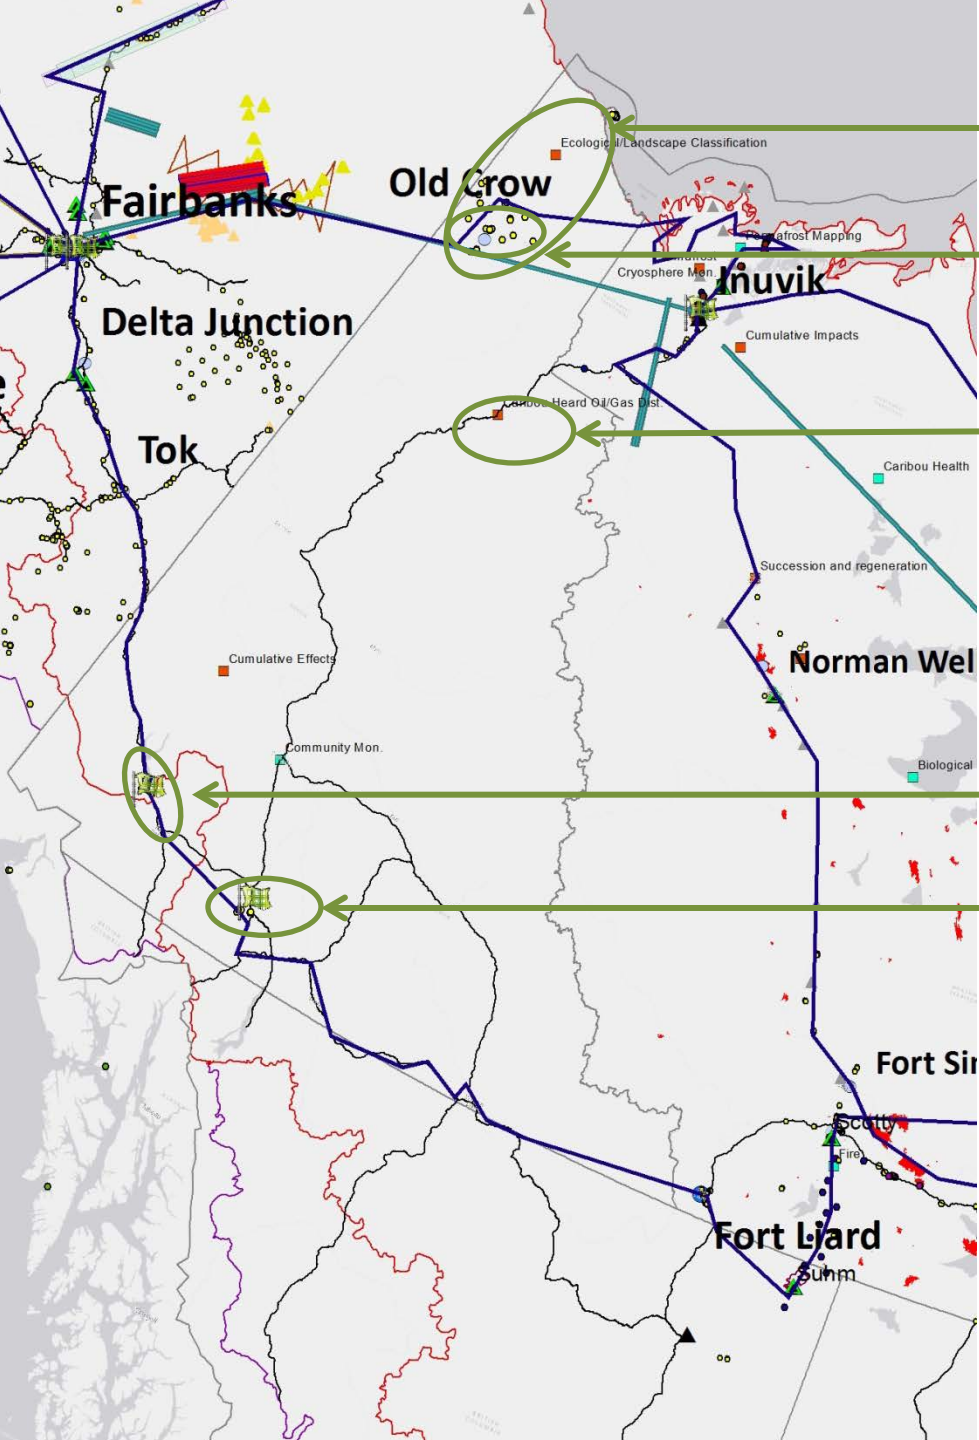 Ecological/Landscape Classification
Old Crow
Fairbanks
Permafrost Mapping
Cryosphere Mon.
Inuvik
Delta Junction
Cumulative Impacts
Caribou Heard Oil/Gas Dist.
Tok
Caribou Health
Succession and regeneration
Cumulative Effects
Norman Wel
Community Mon.
Biological
Fort Sir
Scotty
Fire
Fort Liard
Suhm